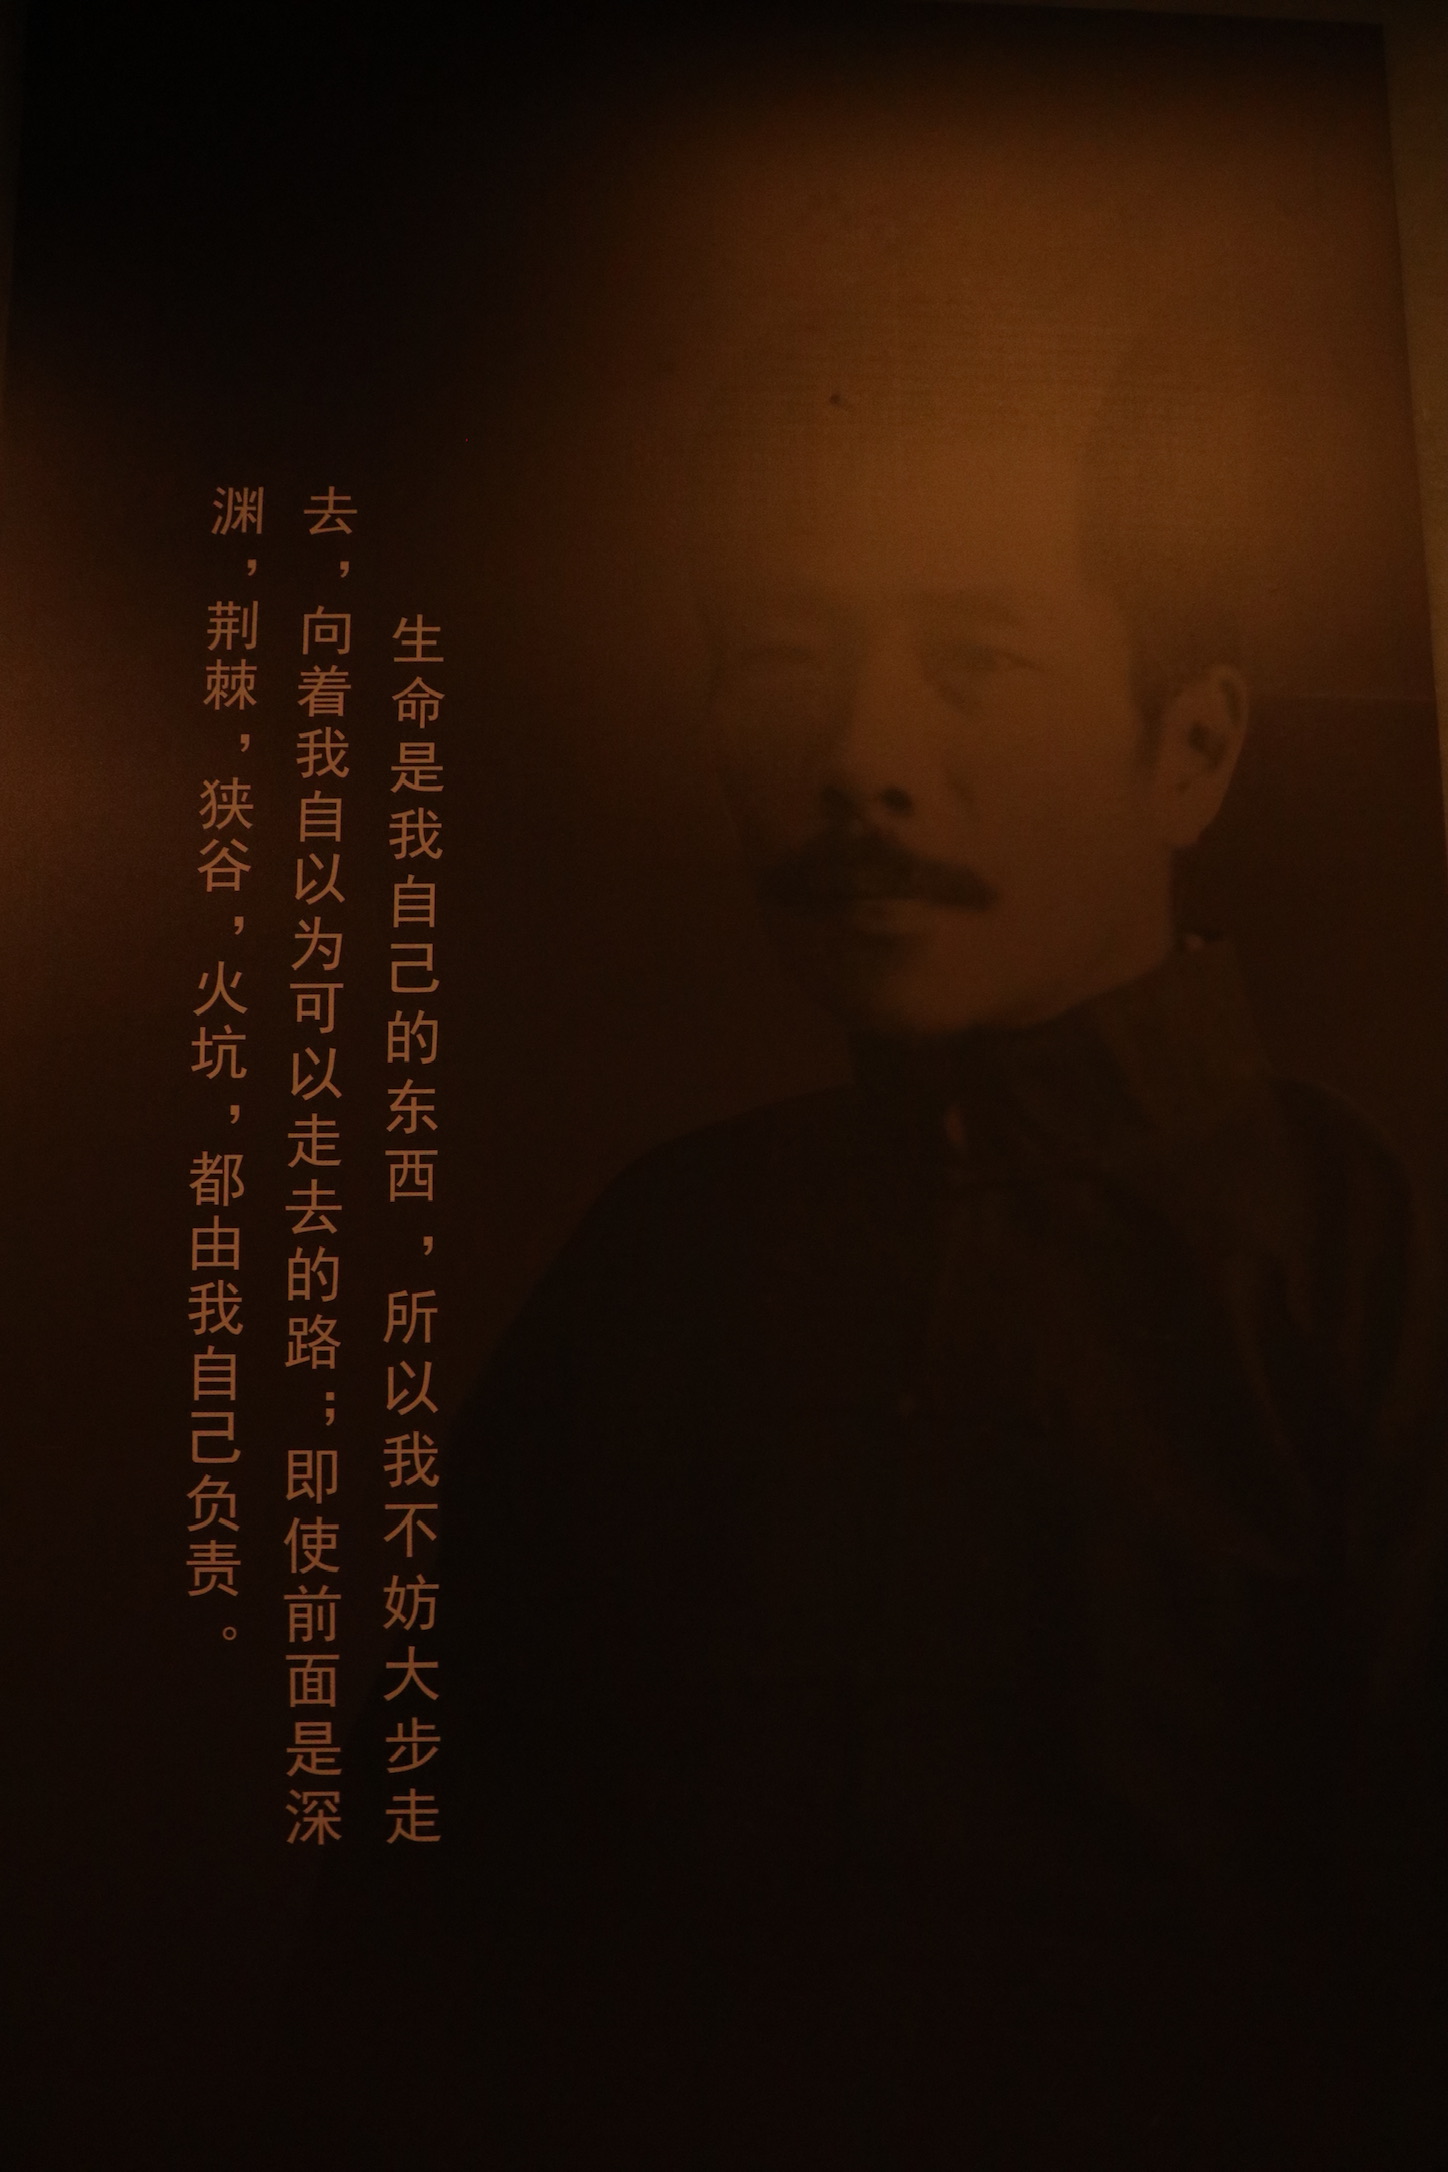 生命是我自己的东西，所以我不妨大步走
去，向着我自以为可以走去的路；即使前面是深
渊，荆棘，狭谷，火坑，都由我自己负责。